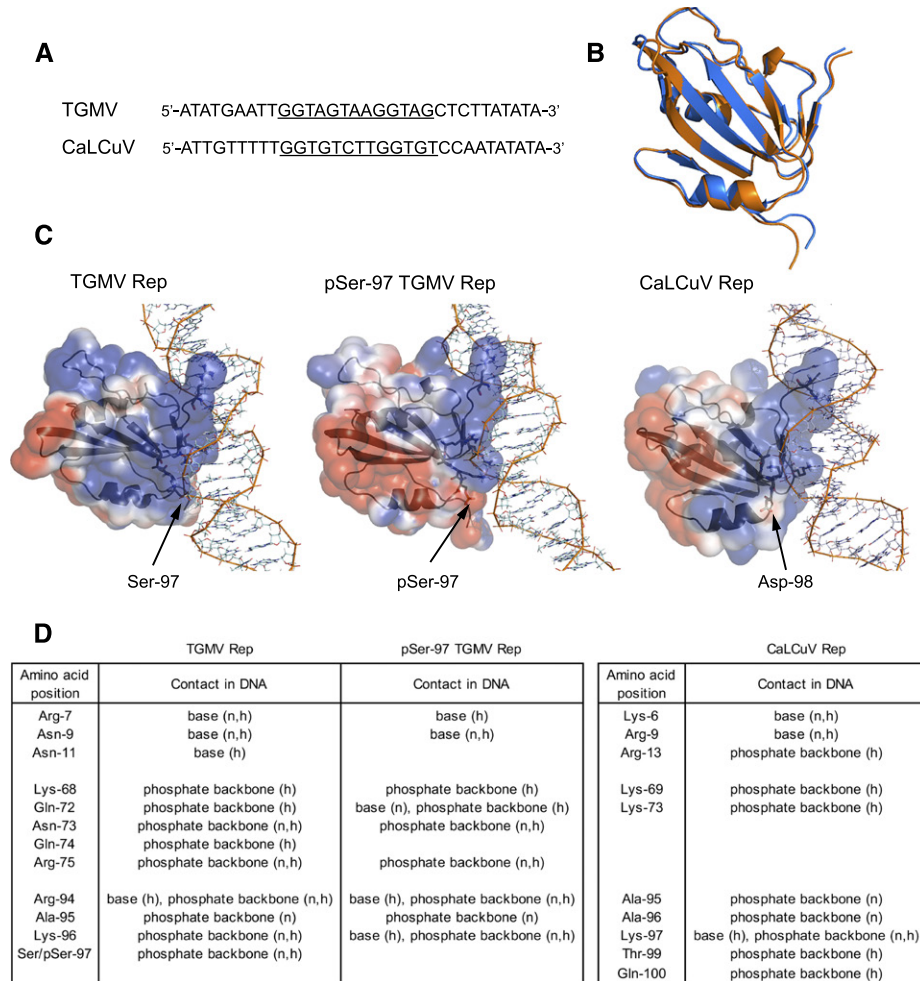 A
B
TGMV 5'-ATATGAATTGGTAGTAAGGTAGCTCTTATATA-3'
CaLCuV 5'-ATTGTTTTTGGTGTCTTGGTGTCCAATATATA-3'
C
TGMV Rep pSer-97 TGMV Rep CaLCuV Rep
Ser-97 pSer-97 Asp-98
D
TGMV Rep pSer-97 TGMV Rep CaLCuV Rep
Amino acid position Contact in DNA Contact in DNA Amino acid position Contact in DNA
Arg-7 base (n,h) base (h) Lys-6 base (n,h)
Asn-9 base (n,h) base (n,h) Arg-9 base (n,h)
Asn-11 base (h) Arg-13 phosphate backbone (h)
Lys-68 phosphate backbone (h) phosphate backbone (h) Lys-69 phosphate backbone (h)
Gln-72 phosphate backbone (h) base (n), phosphate backbone (h) Lys-73 phosphate backbone (h)
Asn-73 phosphate backbone (n,h) phosphate backbone (n,h)
Gln-74 phosphate backbone (h)
Arg-75 phosphate backbone (n,h) phosphate backbone (n,h)
Arg-94 base (h), phosphate backbone (n,h) base (h), phosphate backbone (n,h) Ala-95 phosphate backbone (n)
Ala-95 phosphate backbone (n) phosphate backbone (n) Ala-96 phosphate backbone (n)
Lys-96 phosphate backbone (n,h) base (h), phosphate backbone (n,h) Lys-97 base (h), phosphate backbone (n,h)
Ser/pSer-97 phosphate backbone (n,h) Thr-99 phosphate backbone (h)
Gln-100 phosphate backbone (h)